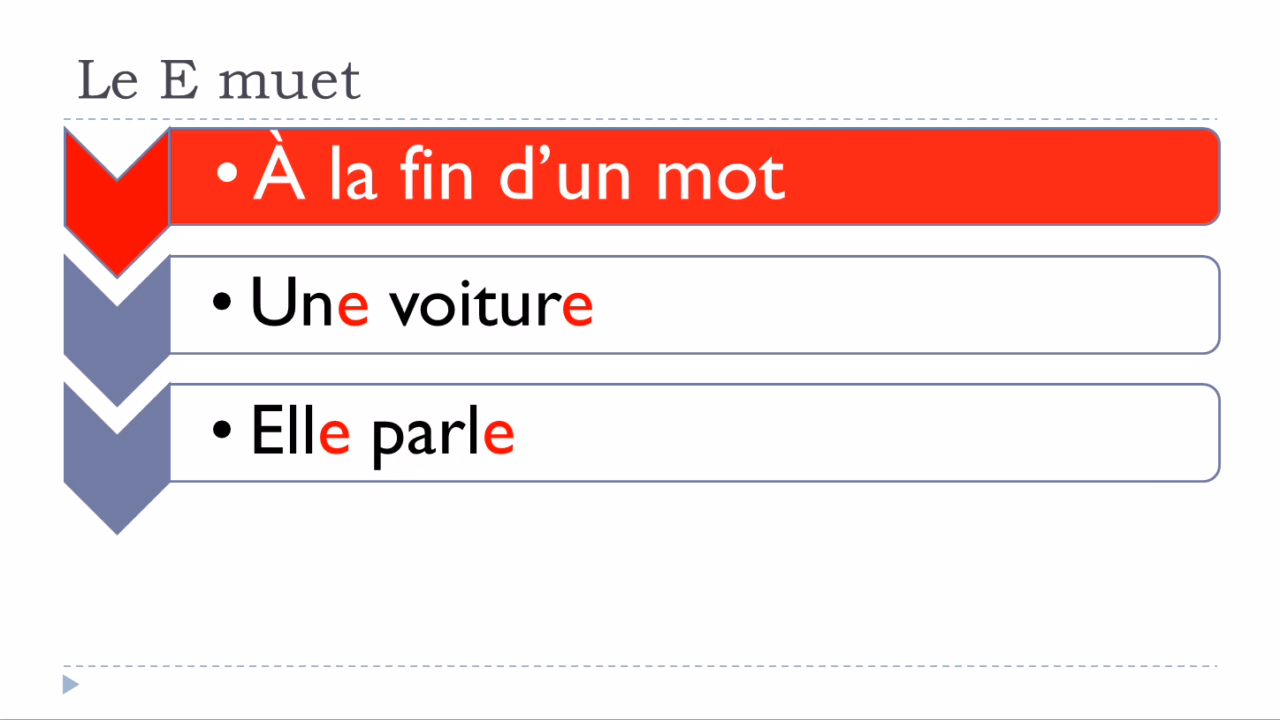 Le E muet
• À la fin d’un mot
• Une voiture
• Elle parle